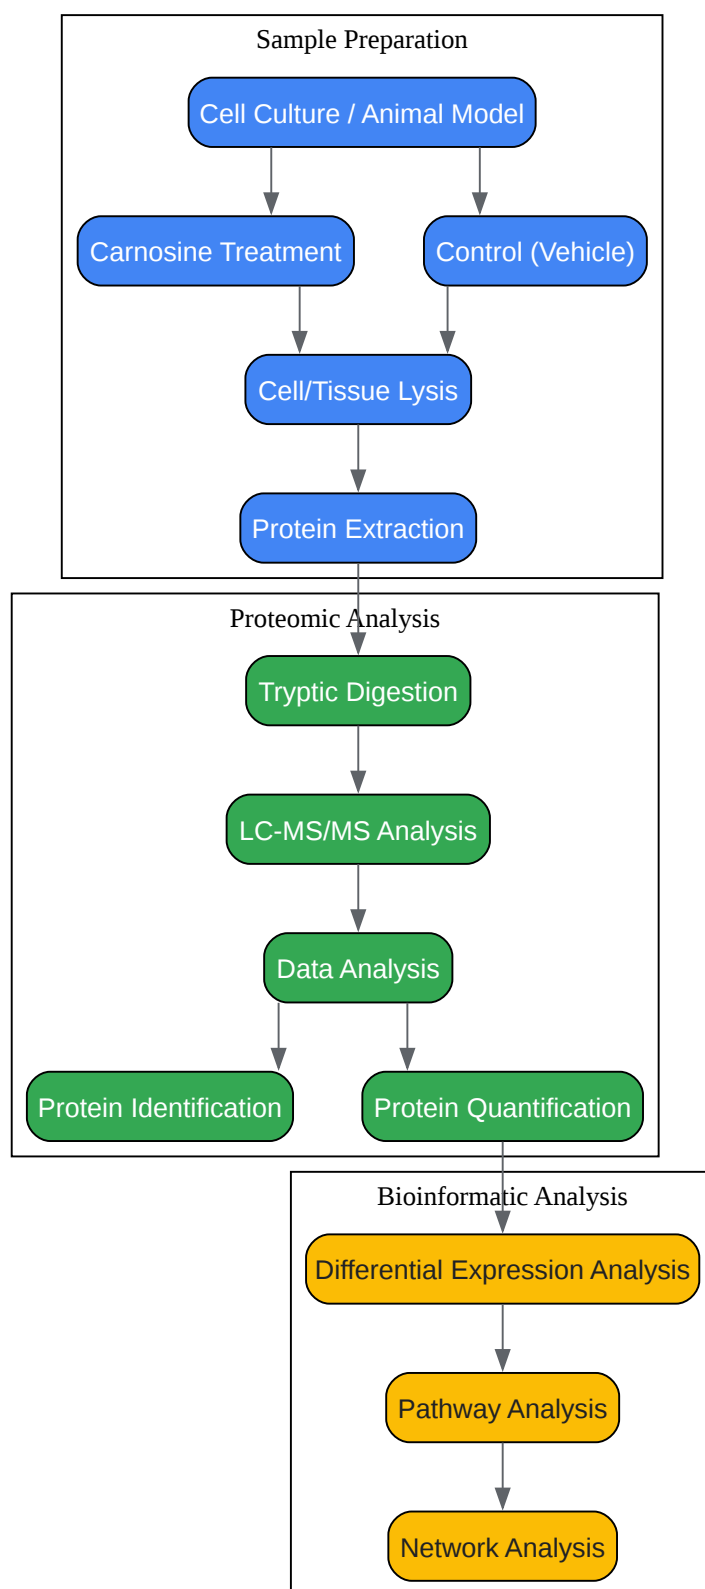 Sample Preparation
Cell Culture / Animal Model
Carnosine Treatment
Control (Vehicle)
Cell/Tissue Lysis
Protein Extraction
Proteomic Analysis
Tryptic Digestion
LC-MS/MS Analysis
Data Analysis
Protein Identification
Protein Quantification
Bioinformatic Analysis
Differential Expression Analysis
Pathway Analysis
Network Analysis